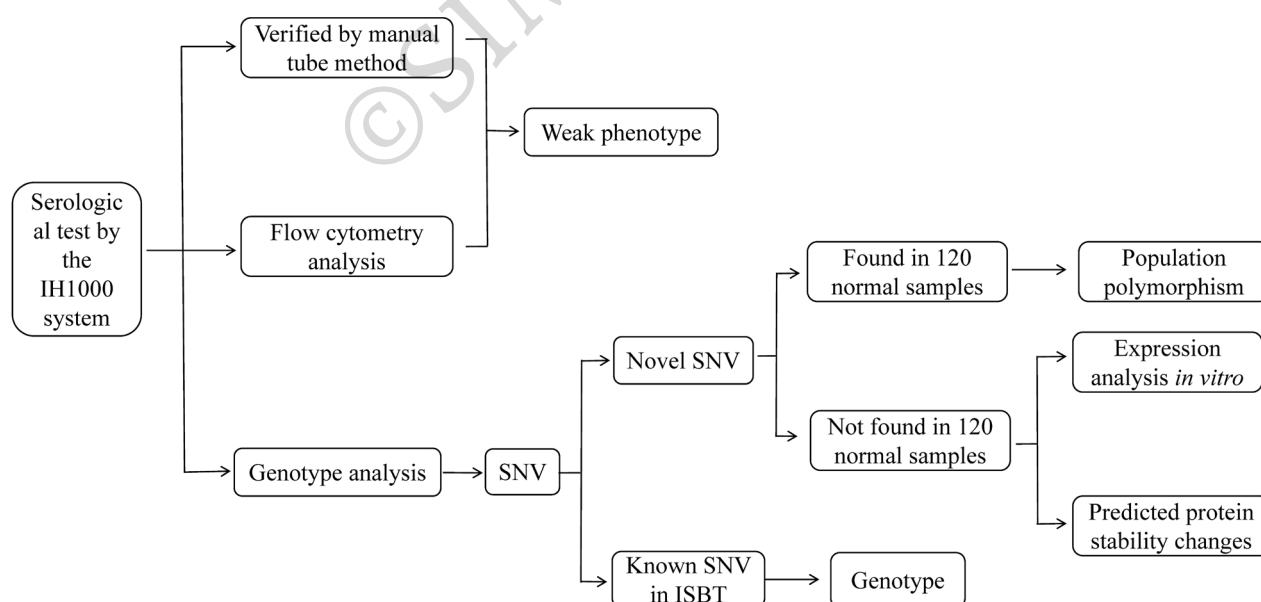 ©SIM
Verified by manual
tube method
Weak phenotype
Serologic
al test by
the
IH1000
system
Flow cytometry
analysis
Found in 120
normal samples
Population
polymorphism
Novel SNV
Expression
analysis in vitro
Not found in 120
normal samples
Genotype analysis
SNV
Predicted protein
stability changes
Known SNV
in ISBT
Genotype